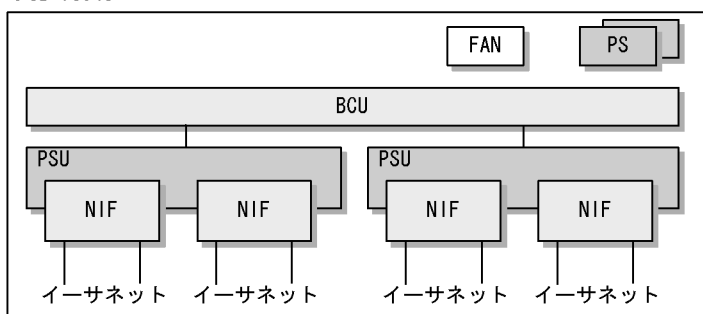 FAN PS
BCU
PSU PSU
NIF NIF NIF NIF
イーサネット イーサネット イーサネット イーサネット